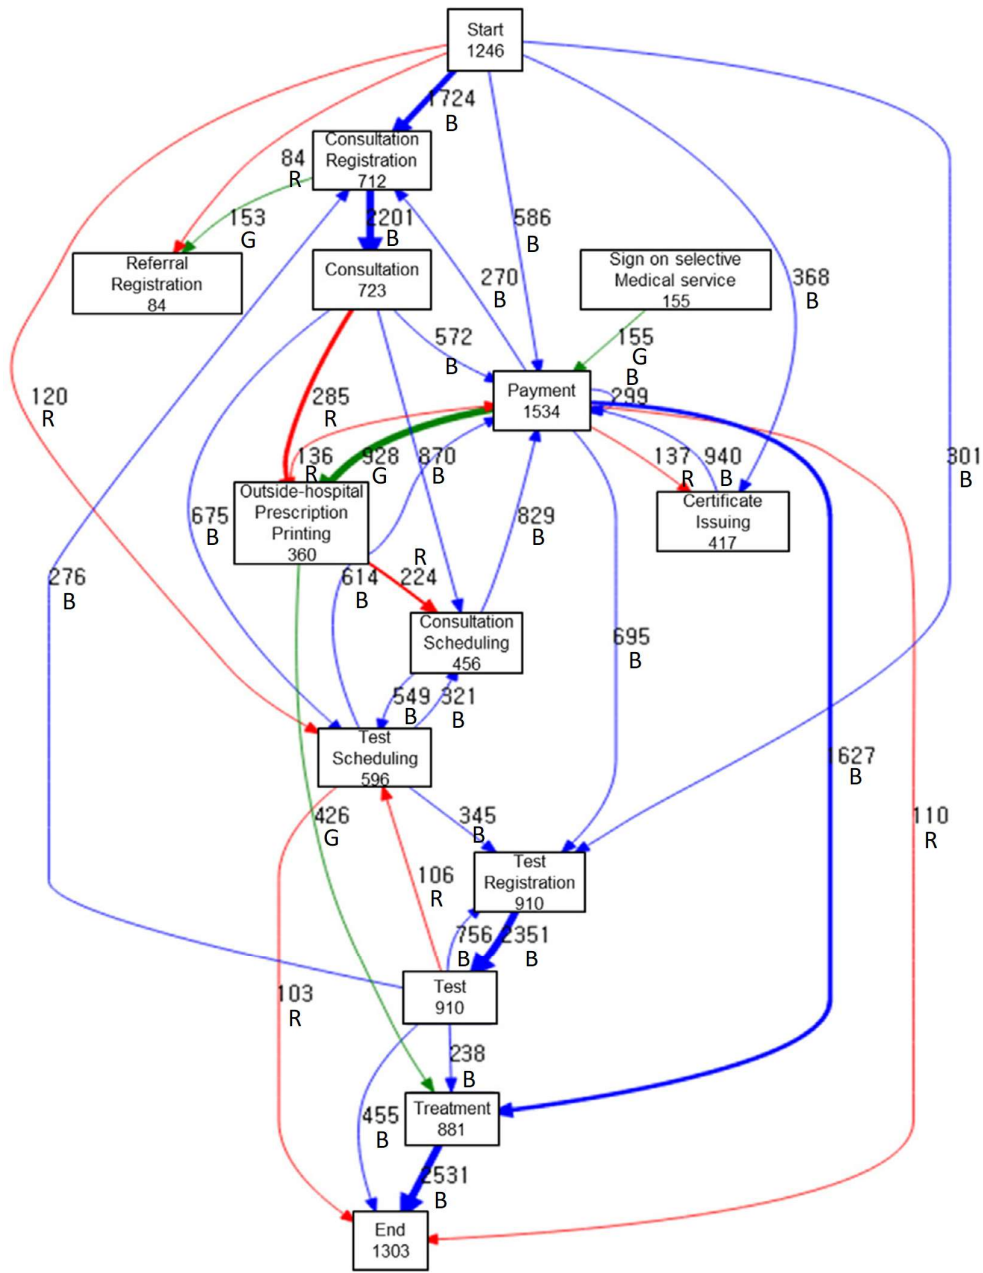 Start
1246
1724
B
Consultation
Registration
712
84
R
153
G
2201
B
586
B
Referral
Registration
84
Consultation
723
270
B
Sign on selective
Medical service
155
368
B
572
B
155
G
B
299
Payment
1534
120
R
285
R
136
R
928
G
870
B
137
R
940
B
301
B
Outside-hospital
Prescription
Printing
360
Certificate
Issuing
417
675
B
829
B
R
224
614
B
276
B
Consultation
Scheduling
456
695
B
549
B
321
B
Test
Scheduling
596
1627
B
426
G
345
B
110
R
106
R
Test
Registration
910
756
B
2351
B
Test
910
103
R
238
B
Treatment
881
455
B
2531
B
End
1303